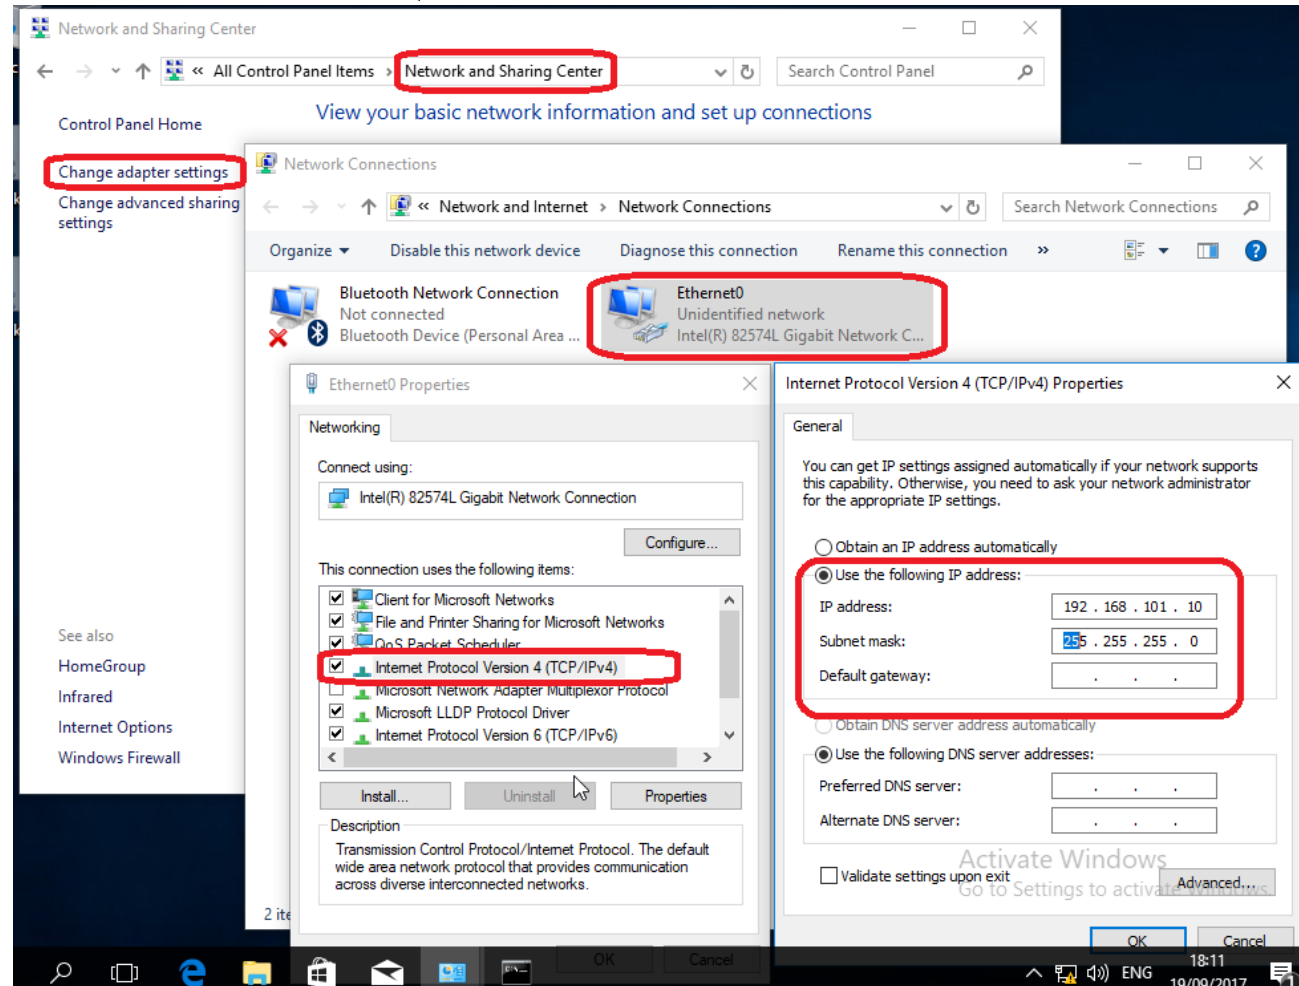 Network and Sharing Center
« All Control Panel Items › Network and Sharing Center
Search Control Panel
View your basic network information and set up connections
Control Panel Home
Change adapter settings
Change advanced sharing
settings
See also
HomeGroup
Infrared
Internet Options
Windows Firewall
Network Connections
« Network and Internet › Network Connections
Search Network Connections
Organize
Disable this network device
Diagnose this connection
Rename this connection
»
Bluetooth Network Connection
Not connected
Bluetooth Device (Personal Area ...
Ethernet0
Unidentified network
Intel(R) 82574L Gigabit Network C...
2 ite
Ethernet0 Properties
Networking
Connect using:
Intel(R) 82574L Gigabit Network Connection
Configure...
This connection uses the following items:
Client for Microsoft Networks
File and Printer Sharing for Microsoft Networks
QoS Packet Scheduler
Internet Protocol Version 4 (TCP/IPv4)
Microsoft Network Adapter Multiplexor Protocol
Microsoft LLDP Protocol Driver
Internet Protocol Version 6 (TCP/IPv6)
Install...
Uninstall
Properties
Description
Transmission Control Protocol/Internet Protocol. The default
wide area network protocol that provides communication
across diverse interconnected networks.
OK
Cancel
Internet Protocol Version 4 (TCP/IPv4) Properties
General
You can get IP settings assigned automatically if your network supports
this capability. Otherwise, you need to ask your network administrator
for the appropriate IP settings.
Obtain an IP address automatically
Use the following IP address:
IP address: 192 . 168 . 101 . 10
Subnet mask: 255 . 255 . 255 . 0
Default gateway: . . .
Obtain DNS server address automatically
Use the following DNS server addresses:
Preferred DNS server: . . .
Alternate DNS server: . . .
Validate settings upon exit
Advanced...
Activate Windows
Go to Settings to activate Windows.
OK
Cancel
ENG
18:11
19/09/2017
1